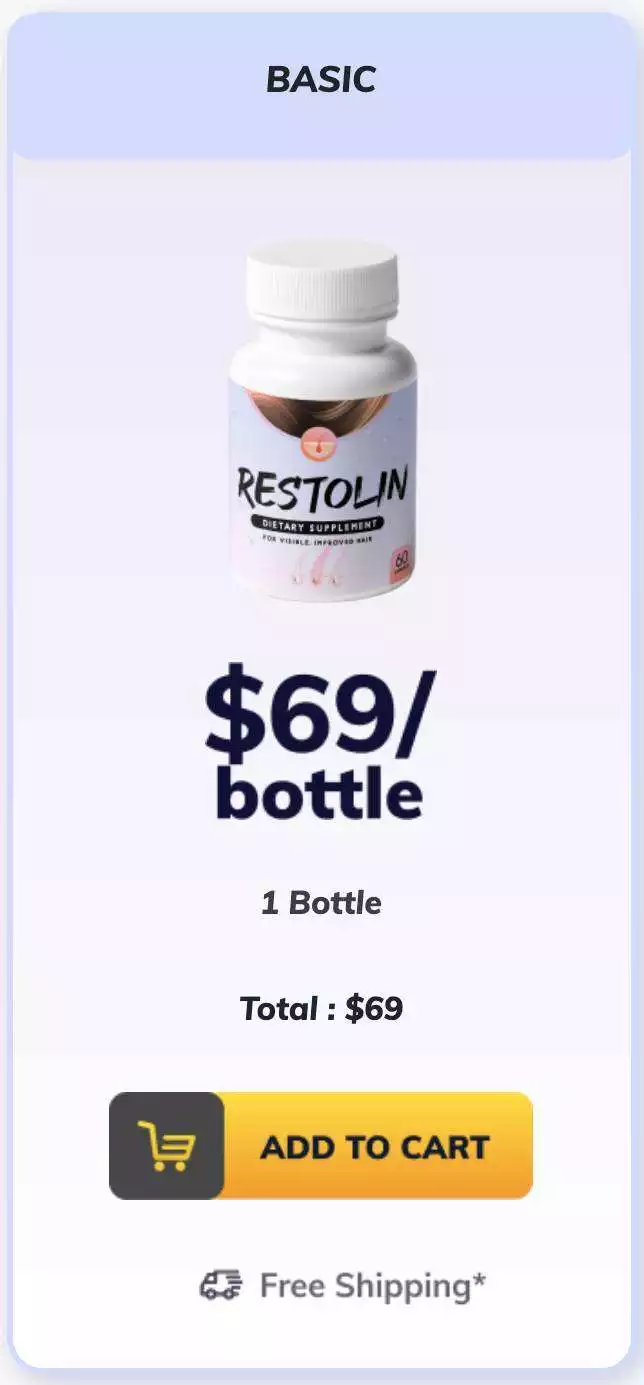 BASIC
RESTOLIN
DIETARY SUPPLEMENT
FOR VISIBLE, IMPROVED HAIR
60
$69/
bottle
1 Bottle
Total : $69
ADD TO CART
Free Shipping*